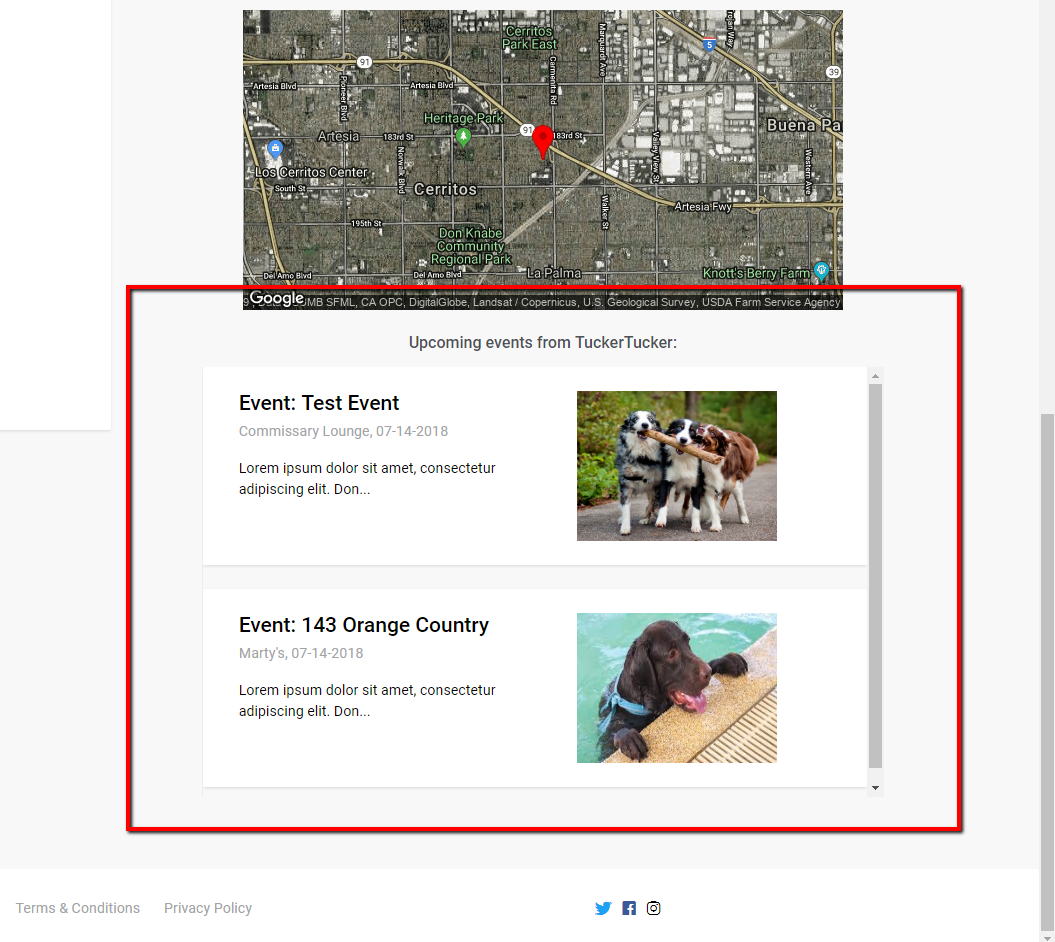 Cerritos
Park East
Marquardt Ave
Trojan Way
5
91
Carmenita Rd
39
Artesia Blvd
Pioneer Blvd
Artesia Blvd
Heritage Park
Artesia
183rd St
91
183rd St
Buena Pa
Valley View St
Los Cerritos Center
Norwalk Blvd
Western Ave
South St
Cerritos
Walker St
Artesia Fwy
195th St
Don Knabe
Community
Regional Park
Del Amo Blvd
Del Amo Blvd
La Palma
Knott's Berry Farm
Google
UMB SFML, CA OPC, DigitalGlobe, Landsat / Copernicus, U.S. Geological Survey, USDA Farm Service Agency
Upcoming events from TuckerTucker:
Event: Test Event
Commissary Lounge, 07-14-2018
Lorem ipsum dolor sit amet, consectetur
adipiscing elit. Don...
Event: 143 Orange Country
Marty's, 07-14-2018
Lorem ipsum dolor sit amet, consectetur
adipiscing elit. Don...
Terms & Conditions Privacy Policy